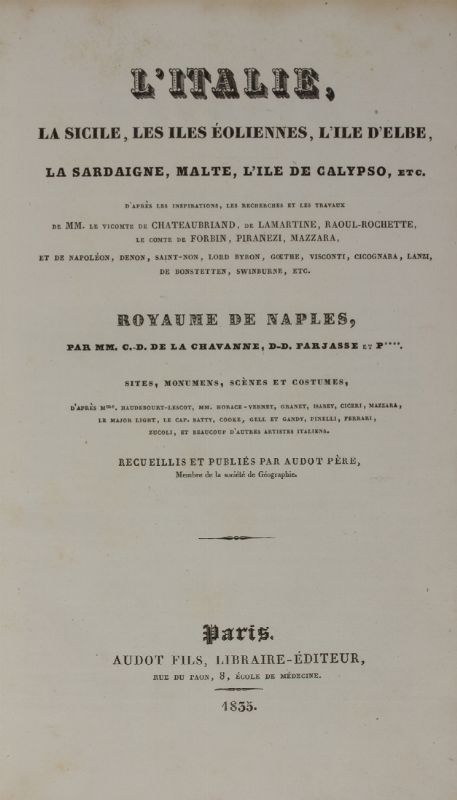 L'ITALIE,
LA SICILE, LES ILES ÉOLIENNES, L'ILE D'ELBE,
LA SARDAIGNE, MALTE, L'ILE DE CALYPSO, ETC.
D'APRÈS LES INSPIRATIONS, LES RECHERCHES ET LES TRAVAUX
DE MM. LE VICOMTE DE CHATEAUBRIAND, DE LAMARTINE, RAOUL-ROCHETTE,
LE COMTE DE FORBIN, PIRANEZI, MAZZARA,
ET DE NAPOLÉON, DENON, SAINT-NON, LORD BYRON, GŒTHE, VISCONTI, CICOGNARA, LANZI,
DE BONSTETTEN, SWINBURNE, ETC.
ROYAUME DE NAPLES,
PAR MM. C.-D. DE LA CHAVANNE, D-D. FARJASSE ET P****.
SITES, MONUMENS, SCÈNES ET COSTUMES,
D'APRÈS Mme. HAUDEBOURT-LESCOT, MM. HORACE-VERNET, GRANET, ISABEY, CICERI, MAZZARA,
LE MAJOR LIGHT, LE CAP. BATTY, COOKE, GELL ET GANDY, PINELLI, FERRARI,
ZUCOLI, ET BEAUCOUP D'AUTRES ARTISTES ITALIENS.
RECUEILLIS ET PUBLIÉS PAR AUDOT PÈRE,
Membre de la société de Géographie.
Paris.
AUDOT FILS, LIBRAIRE-ÉDITEUR,
RUE DU PAON, 8, ÉCOLE DE MÉDECINE.
1835.